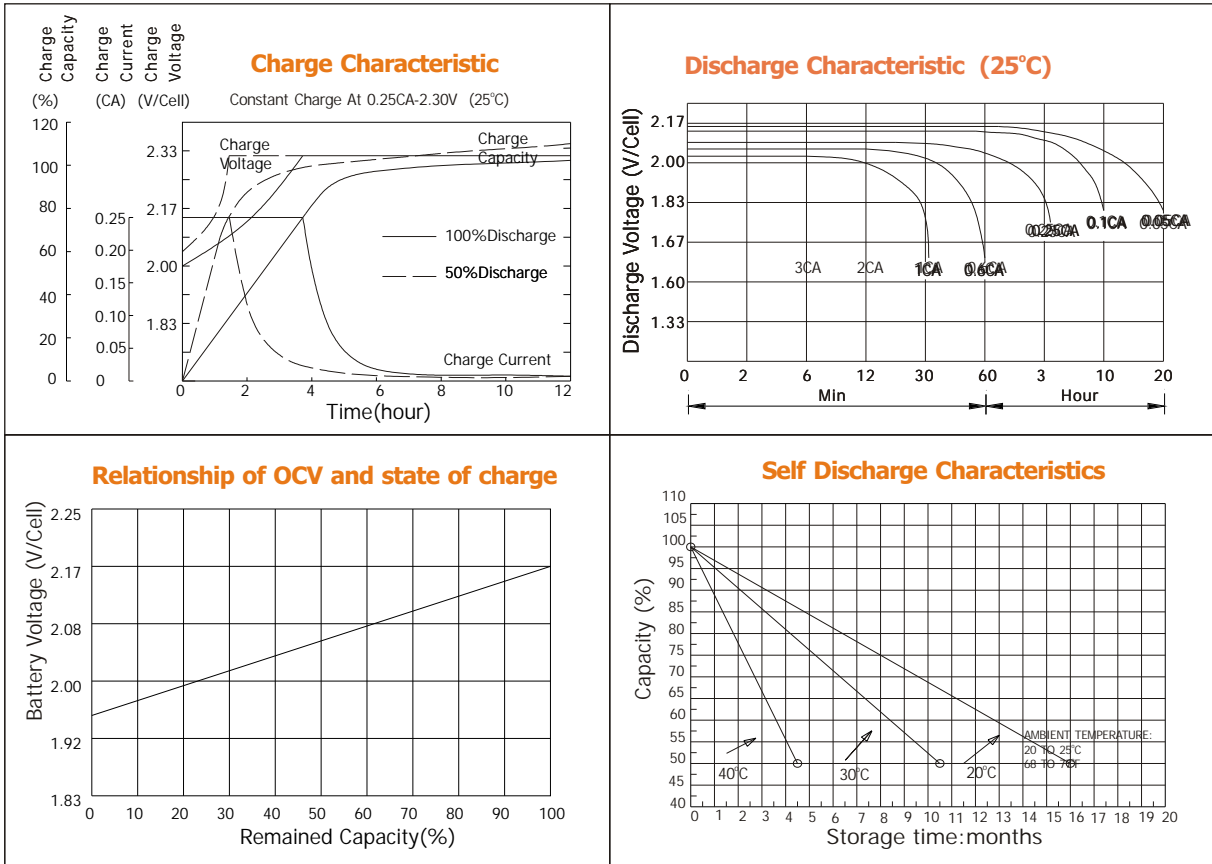 Charge Characteristic
Constant Charge At 0.25CA-2.30V (25°C)
Charge Capacity
Charge Current
Charge Voltage
(%) (CA) (V/Cell)
120
100
80
60
40
20
0
0.25
0.20
0.15
0.10
0.05
0
2.33
2.17
2.00
1.83
Charge
Voltage
Charge
Capacity
100%Discharge
50%Discharge
Charge Current
0 2 4 6 8 10 12
Time(hour)
Discharge Characteristic (25°C)
Discharge Voltage (V/Cell)
2.17
2.00
1.83
1.67
1.60
1.33
3CA 2CA 1CA 0.6CA 0.25CA 0.1CA 0.05CA
0 2 6 12 30 60 3 10 20
Min Hour
Relationship of OCV and state of charge
Battery Voltage (V/Cell)
2.25
2.17
2.08
2.00
1.92
1.83
0 10 20 30 40 50 60 70 80 90 100
Remained Capacity(%)
Self Discharge Characteristics
Capacity (%)
110
105
100
95
90
85
80
75
70
65
60
55
50
45
40
40°C 30°C 20°C
AMBIENT TEMPERATURE:
20 TO 25°C
68 TO
0 1 2 3 4 5 6 7 8 9 10 11 12 13 14 15 16 17 18 19 20
Storage time:months